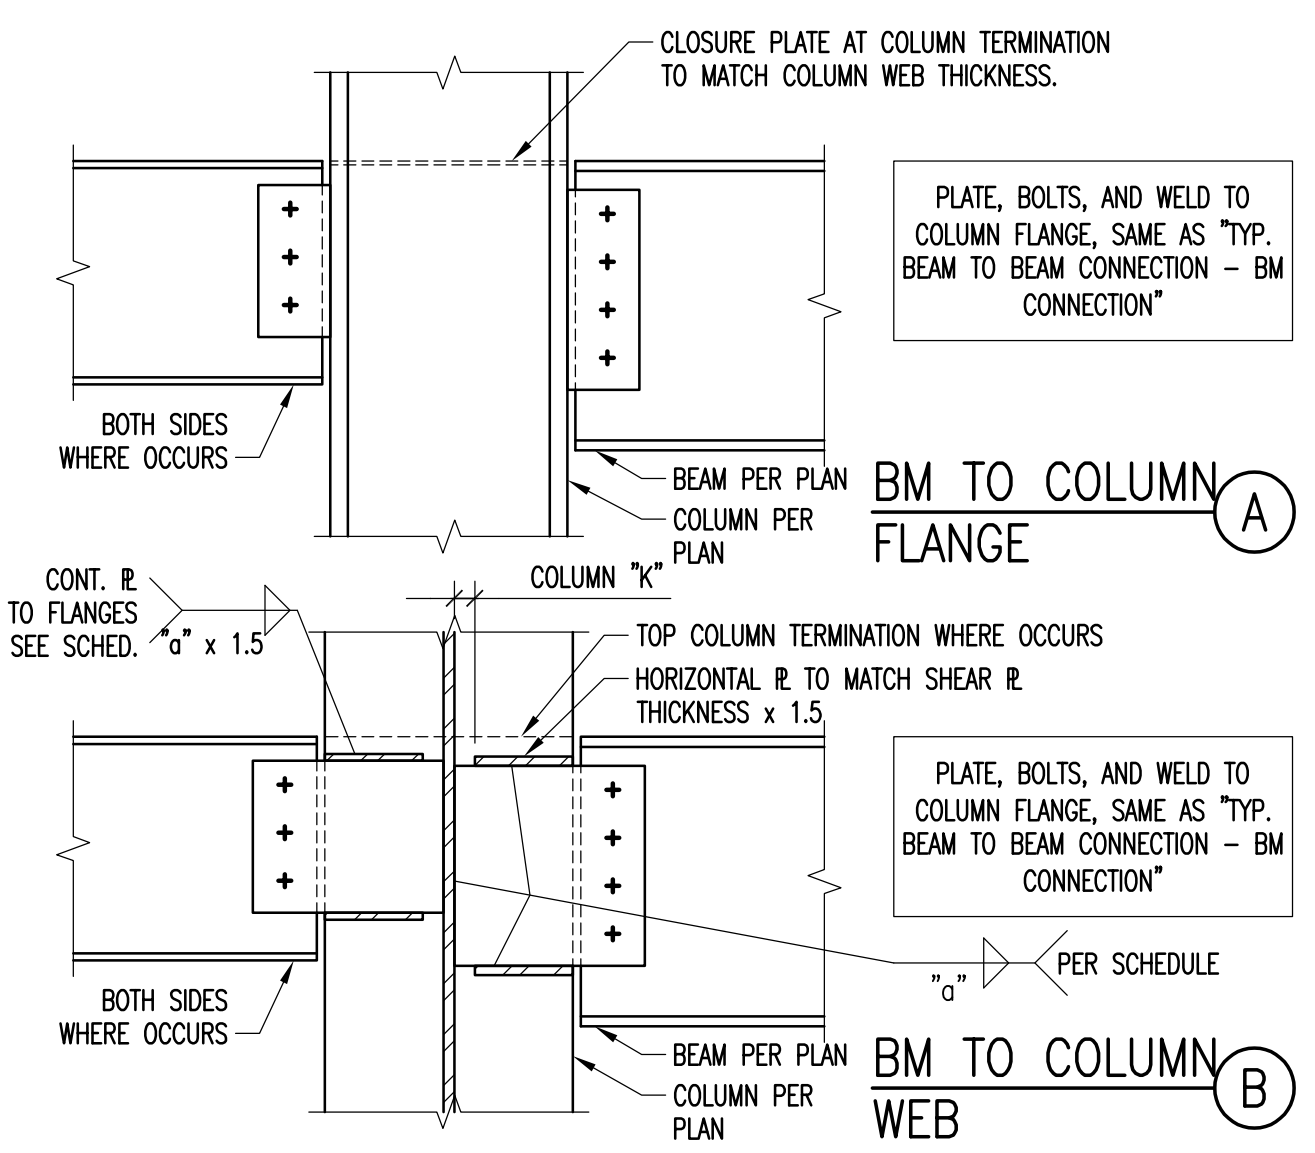 CLOSURE PLATE AT COLUMN TERMINATION
TO MATCH COLUMN WEB THICKNESS.
PLATE, BOLTS, AND WELD TO
COLUMN FLANGE, SAME AS "TYP.
BEAM TO BEAM CONNECTION – BM
CONNECTION"
BOTH SIDES
WHERE OCCURS
BEAM PER PLAN
COLUMN PER
PLAN
BM TO COLUMN
FLANGE
A
CONT. ℄
TO FLANGES
SEE SCHED.
"a" x 1.5
COLUMN "K"
TOP COLUMN TERMINATION WHERE OCCURS
HORIZONTAL ⅊ TO MATCH SHEAR ⅊
THICKNESS x 1.5
PLATE, BOLTS, AND WELD TO
COLUMN FLANGE, SAME AS "TYP.
BEAM TO BEAM CONNECTION – BM
CONNECTION"
"a"
PER SCHEDULE
BOTH SIDES
WHERE OCCURS
BEAM PER PLAN
COLUMN PER
PLAN
BM TO COLUMN
WEB
B